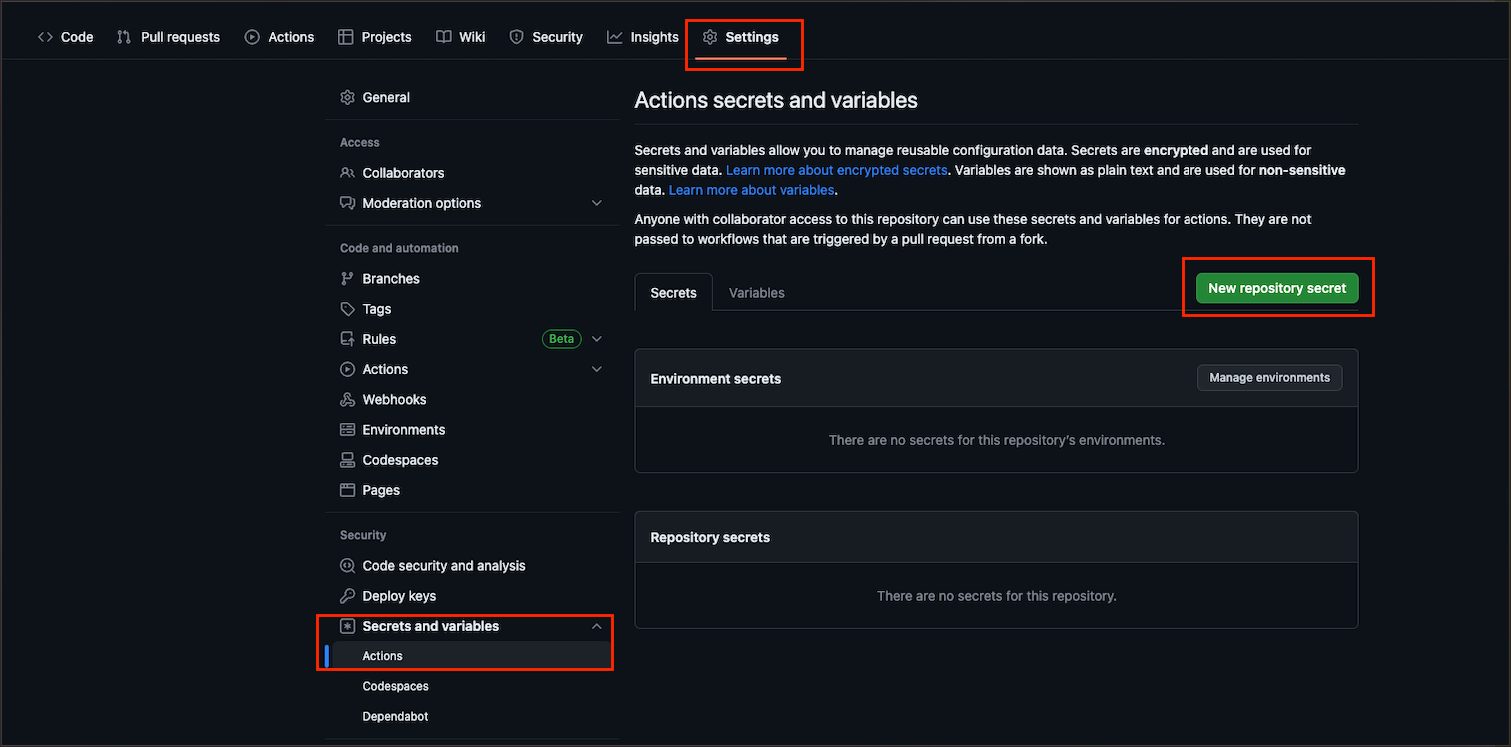 Code Pull requests Actions Projects Wiki Security Insights Settings
General
Access
Collaborators
Moderation options
Code and automation
Branches
Tags
Rules Beta
Actions
Webhooks
Environments
Codespaces
Pages
Security
Code security and analysis
Deploy keys
Secrets and variables
Actions
Codespaces
Dependabot
Actions secrets and variables
Secrets and variables allow you to manage reusable configuration data. Secrets are encrypted and are used for
sensitive data. Learn more about encrypted secrets. Variables are shown as plain text and are used for non-sensitive
data. Learn more about variables.
Anyone with collaborator access to this repository can use these secrets and variables for actions. They are not
passed to workflows that are triggered by a pull request from a fork.
Secrets Variables New repository secret
Environment secrets Manage environments
There are no secrets for this repository's environments.
Repository secrets
There are no secrets for this repository.